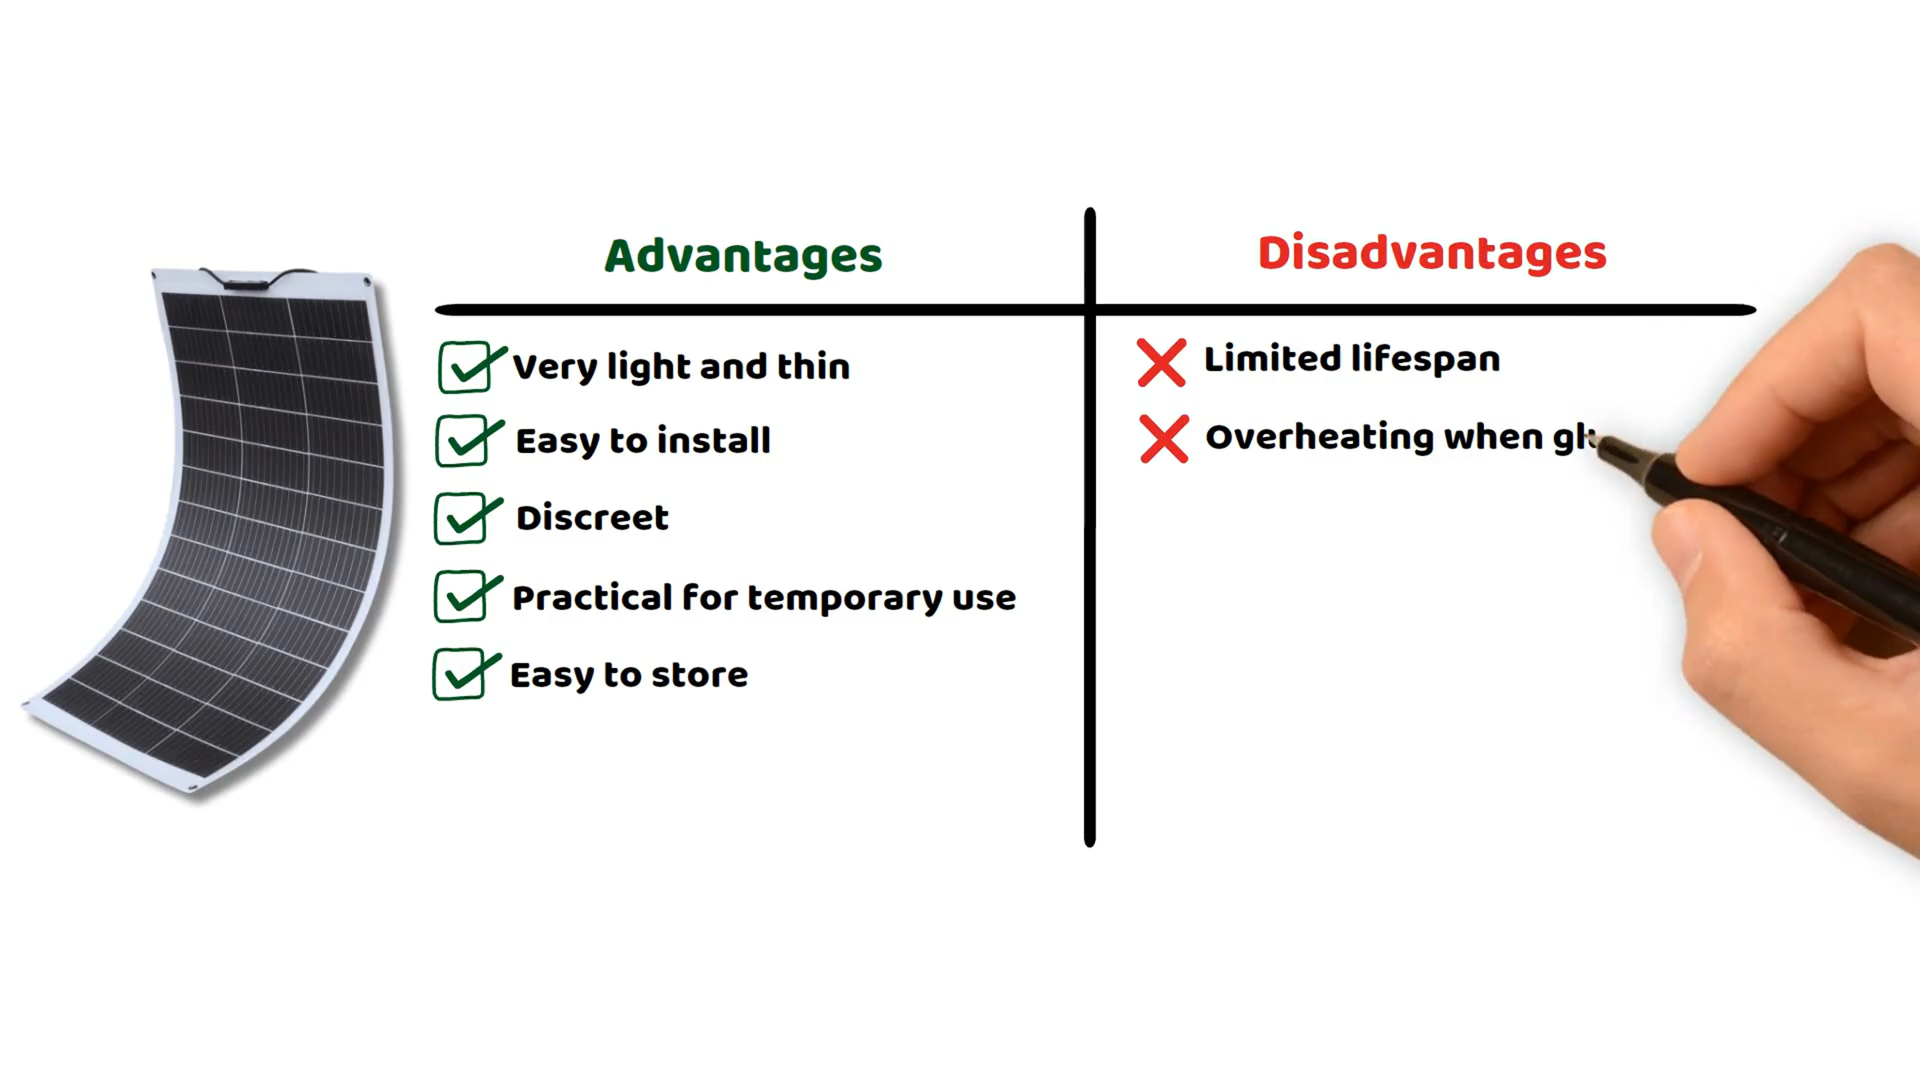 Advantages
Disadvantages
Very light and thin
Limited lifespan
Easy to install
Overheating when
Discreet
Practical for temporary use
Easy to store